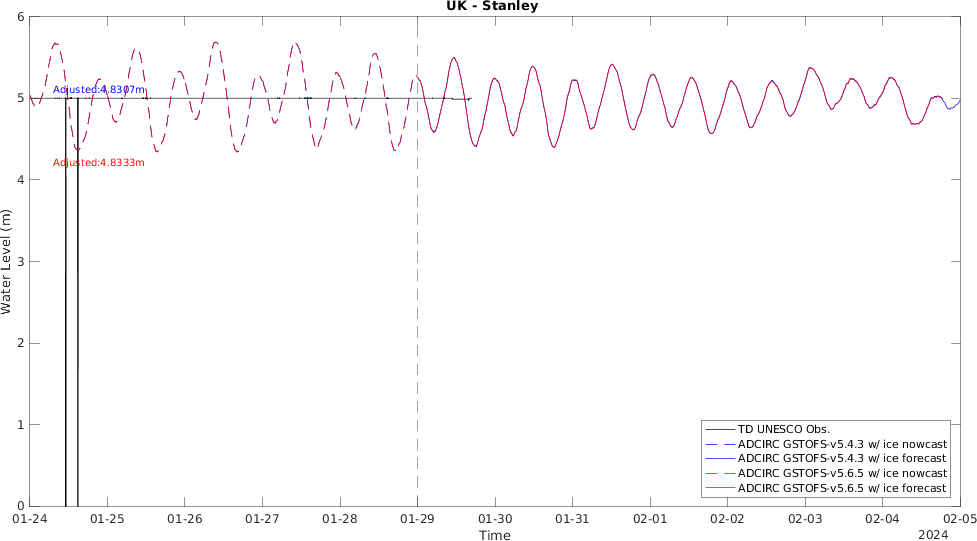 UK - Stanley
6
5
4
3
2
1
0
Water Level (m)
Adjusted:4.8307m
Adjusted:4.8333m
TD UNESCO Obs.
ADCIRC GSTOFS-v5.4.3 w/ ice nowcast
ADCIRC GSTOFS-v5.4.3 w/ ice forecast
ADCIRC GSTOFS-v5.6.5 w/ ice nowcast
ADCIRC GSTOFS-v5.6.5 w/ ice forecast
01-24 01-25 01-26 01-27 01-28 01-29 01-30 01-31 02-01 02-02 02-03 02-04 02-05
Time
2024